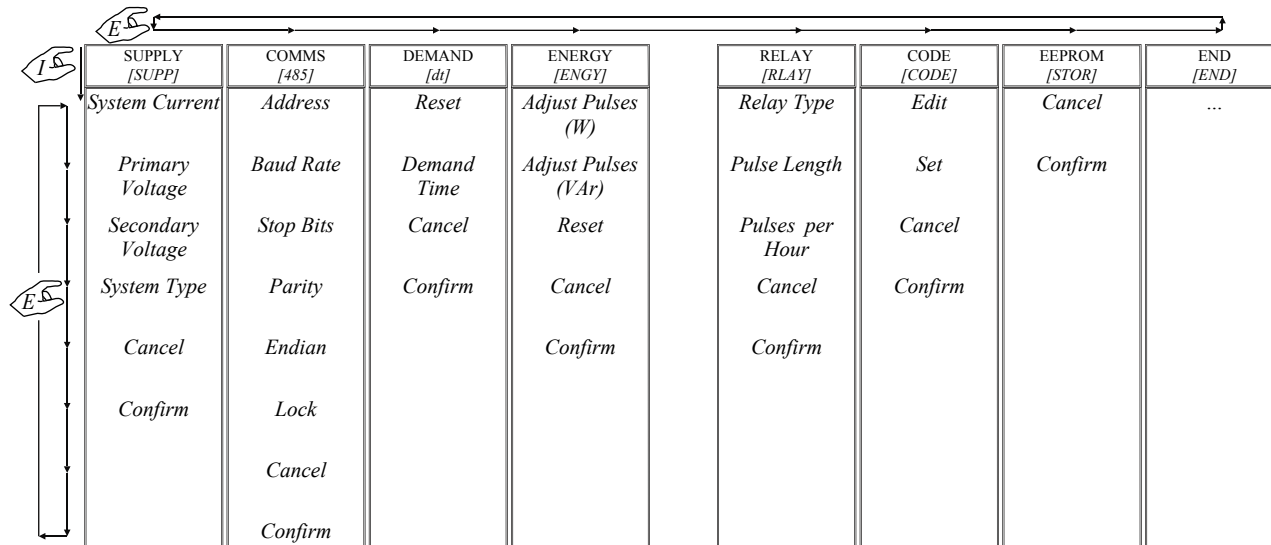 E
I
SUPPLY COMMS DEMAND ENERGY RELAY CODE EEPROM END
[SUPP] [485] [dt] [ENGY] [RLAY] [CODE] [STOR] [END]
System Current Address Reset Adjust Pulses Relay Type Edit Cancel ...
(W)
Primary Baud Rate Demand Adjust Pulses Pulse Length Set Confirm
Voltage Time (VAr)
Secondary Stop Bits Cancel Reset Pulses per Cancel
Voltage Hour
E
System Type Parity Confirm Cancel Cancel Confirm
Cancel Endian Confirm Confirm
Confirm Lock
Cancel
Confirm